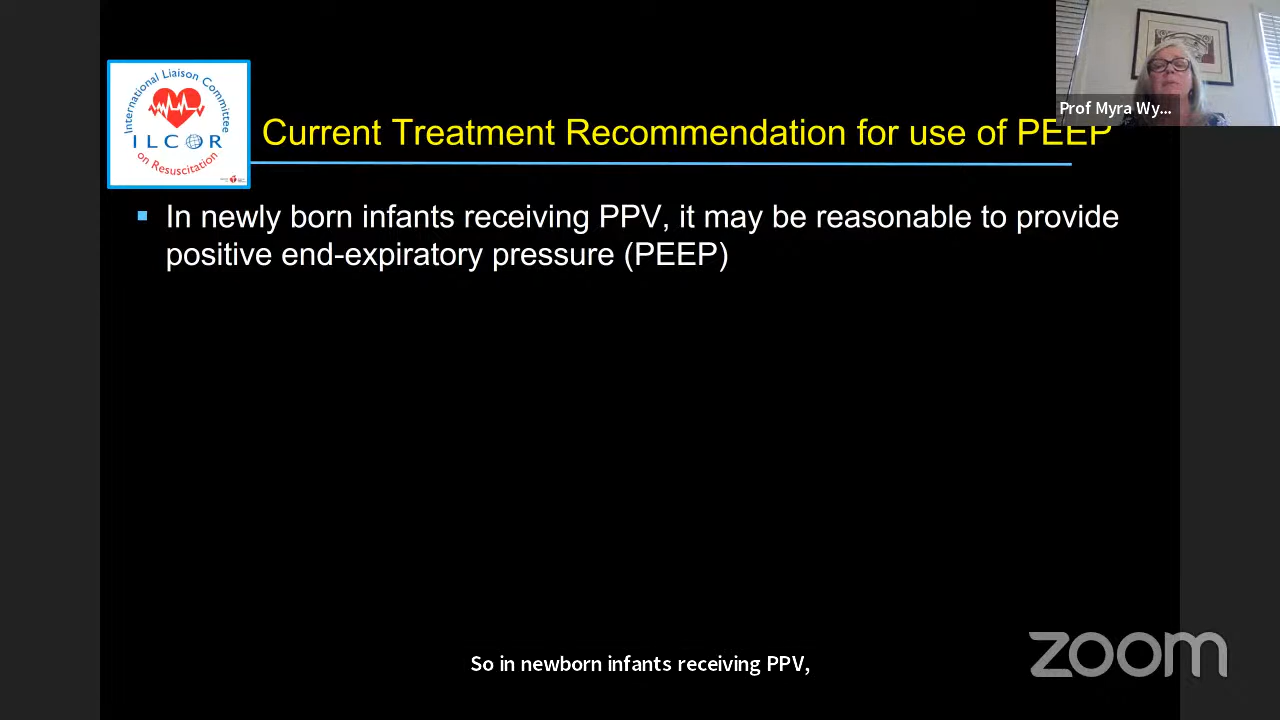 Prof Myra Wy...
International Liaison Committee
ILCOR
on Resuscitation
Current Treatment Recommendation for use of PEEP
▪ In newly born infants receiving PPV, it may be reasonable to provide
positive end-expiratory pressure (PEEP)
So in newborn infants receiving PPV,
zoom